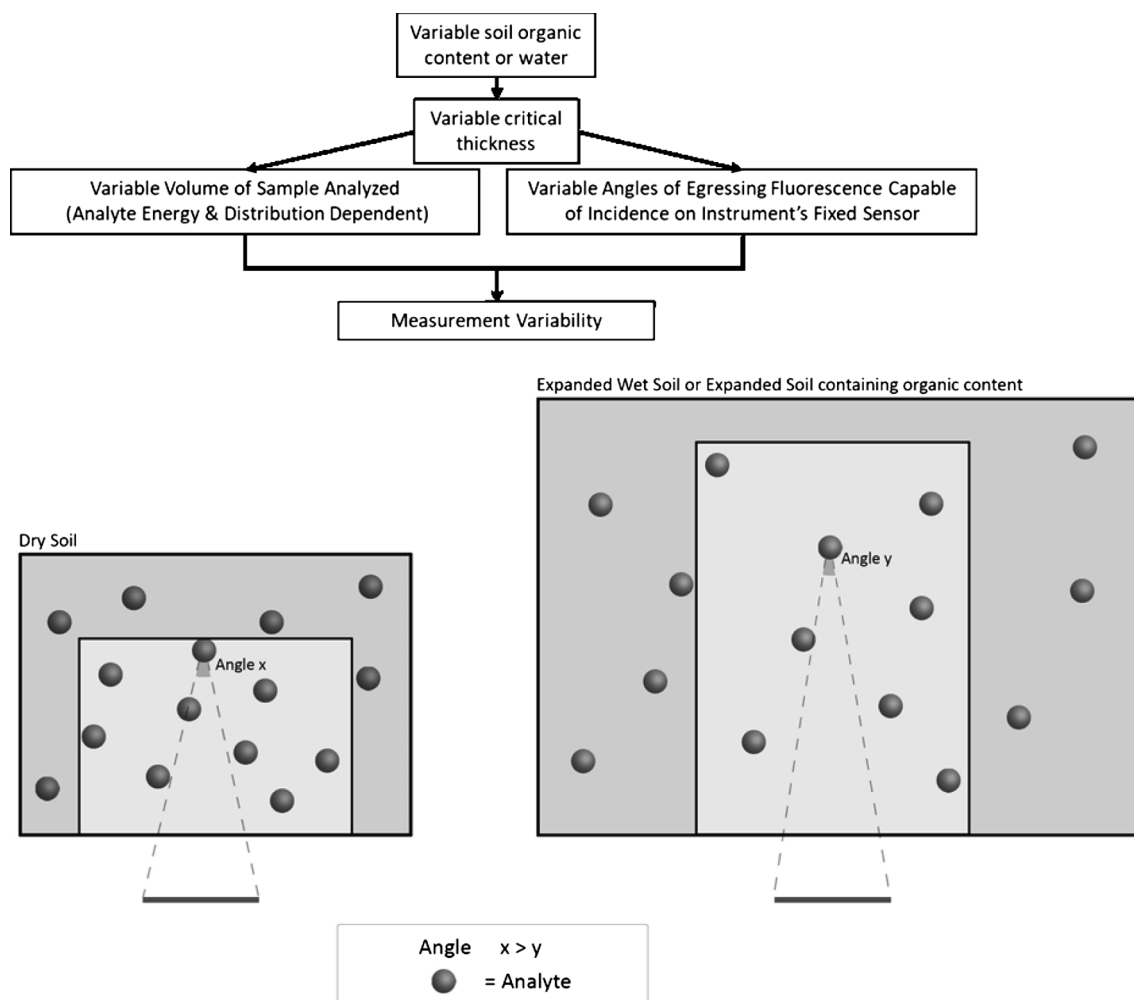 Variable soil organic
content or water
Variable critical
thickness
Variable Volume of Sample Analyzed
(Analyte Energy & Distribution Dependent)
Variable Angles of Egressing Fluorescence Capable
of Incidence on Instrument's Fixed Sensor
Measurement Variability
Expanded Wet Soil or Expanded Soil containing organic content
Angle y
Dry Soil
Angle x
Angle x > y
= Analyte